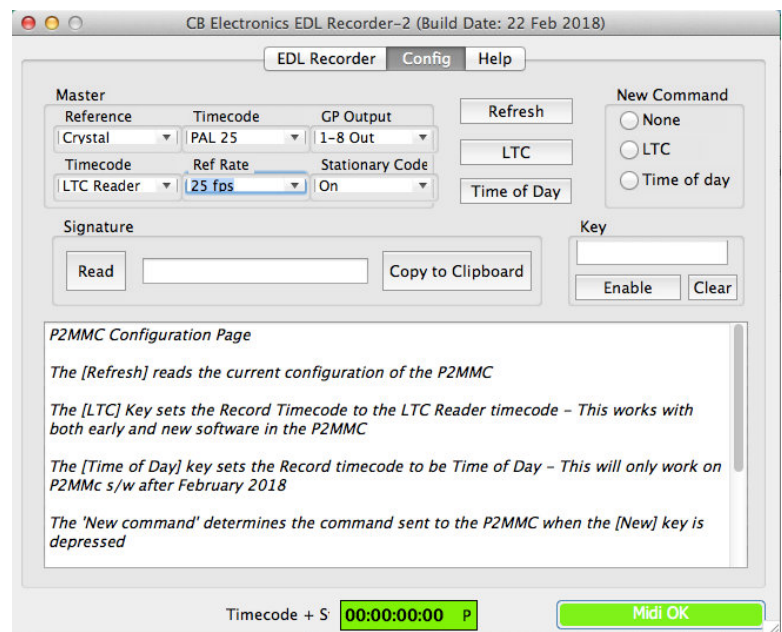 CB Electronics EDL Recorder-2 (Build Date: 22 Feb 2018)
EDL Recorder Config Help
Master
Reference Timecode GP Output
Crystal PAL 25 1-8 Out
Timecode Ref Rate Stationary Code
LTC Reader 25 fps On
Refresh
LTC
Time of Day
New Command
None
LTC
Time of day
Signature
Read Copy to Clipboard
Key
Enable Clear
P2MMC Configuration Page
The [Refresh] reads the current configuration of the P2MMC
The [LTC] Key sets the Record Timecode to the LTC Reader timecode - This works with
both early and new software in the P2MMC
The [Time of Day] key sets the Record timecode to be Time of Day - This will only work on
P2MMc s/w after February 2018
The 'New command' determines the command sent to the P2MMC when the [New] key is
depressed
Timecode + S 00:00:00:00 P Midi OK